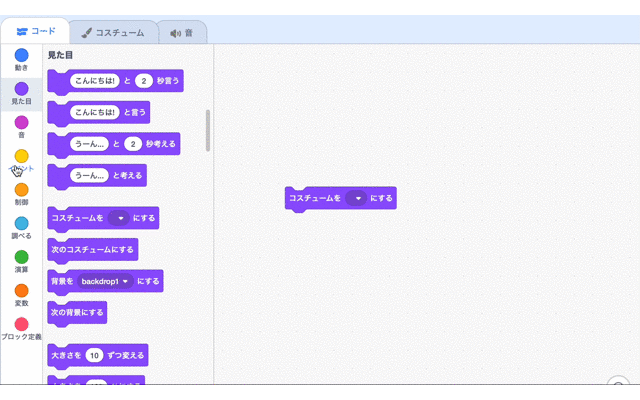 コード
コスチューム
音
動き
見た目
音
イベント
制御
調べる
演算
変数
ブロック定義
見た目
こんにちは! と 2 秒言う
こんにちは! と言う
うーん... と 2 秒考える
うーん... と考える
コスチュームを にする
次のコスチュームにする
背景を backdrop1 にする
次の背景にする
大きさを 10 ずつ変える
コスチュームを にする